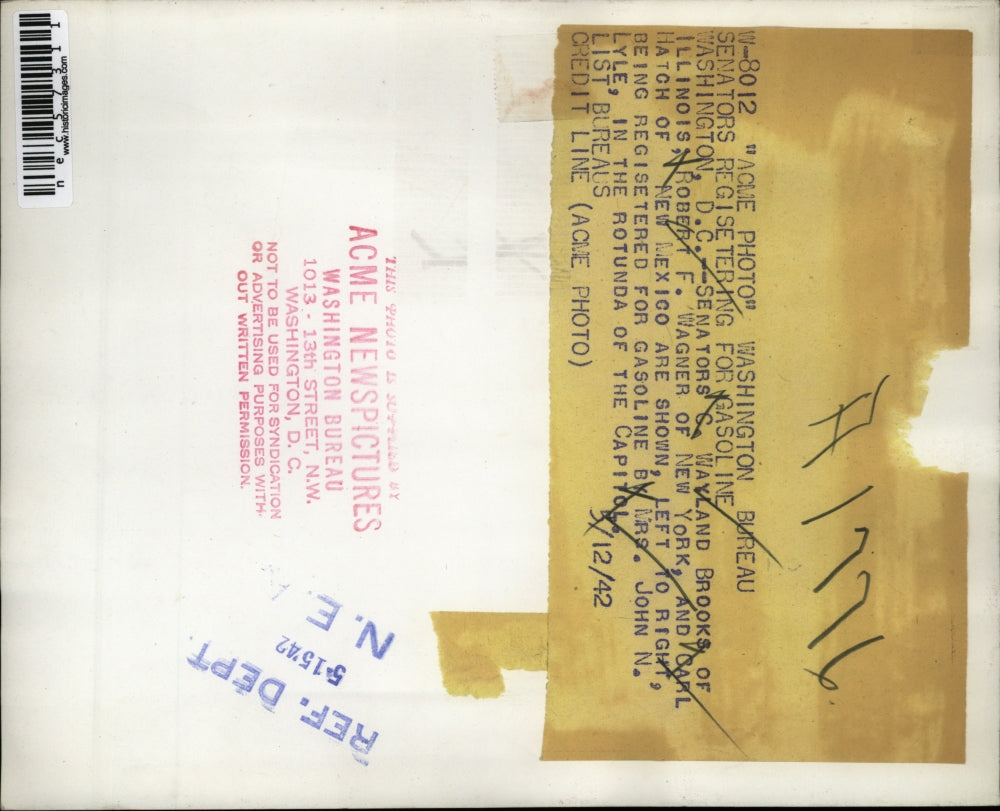 W-8012 "ACME PHOTO" WASHINGTON BUREAU
SENATORS REGISETERING FOR GASOLINE
WASHINGTON, D.C.--SENATORS C. WAYLAND BROOKS OF
ILLINOIS, ROBERT F. WAGNER OF NEW YORK, AND CARL
HATCH OF NEW MEXICO ARE SHOWN, LEFT TO RIGHT,
BEING REGISETERED FOR GASOLINE BY MRS. JOHN N.
LYLE, IN THE ROTUNDA OF THE CAPITOL.
LIST BUREAUS 5/12/42
CREDIT LINE (ACME PHOTO)
THIS PHOTO IS SUPPLIED BY
ACME NEWSPICTURES
WASHINGTON BUREAU
1013 - 13th STREET, N.W.
WASHINGTON, D. C.
NOT TO BE USED FOR SYNDICATION
OR ADVERTISING PURPOSES WITH-
OUT WRITTEN PERMISSION.
REF. DEPT.
5·15·42
N. E.
www.historicimages.com
nec57311